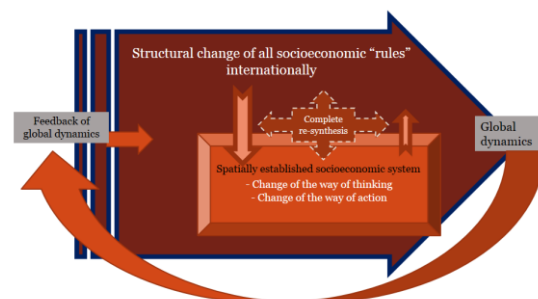 Structural change of all socioeconomic “rules”
internationally
Feedback of
global dynamics
Complete
re-synthesis
Global
dynamics
Spatially established socioeconomic system
- Change of the way of thinking
- Change of the way of action